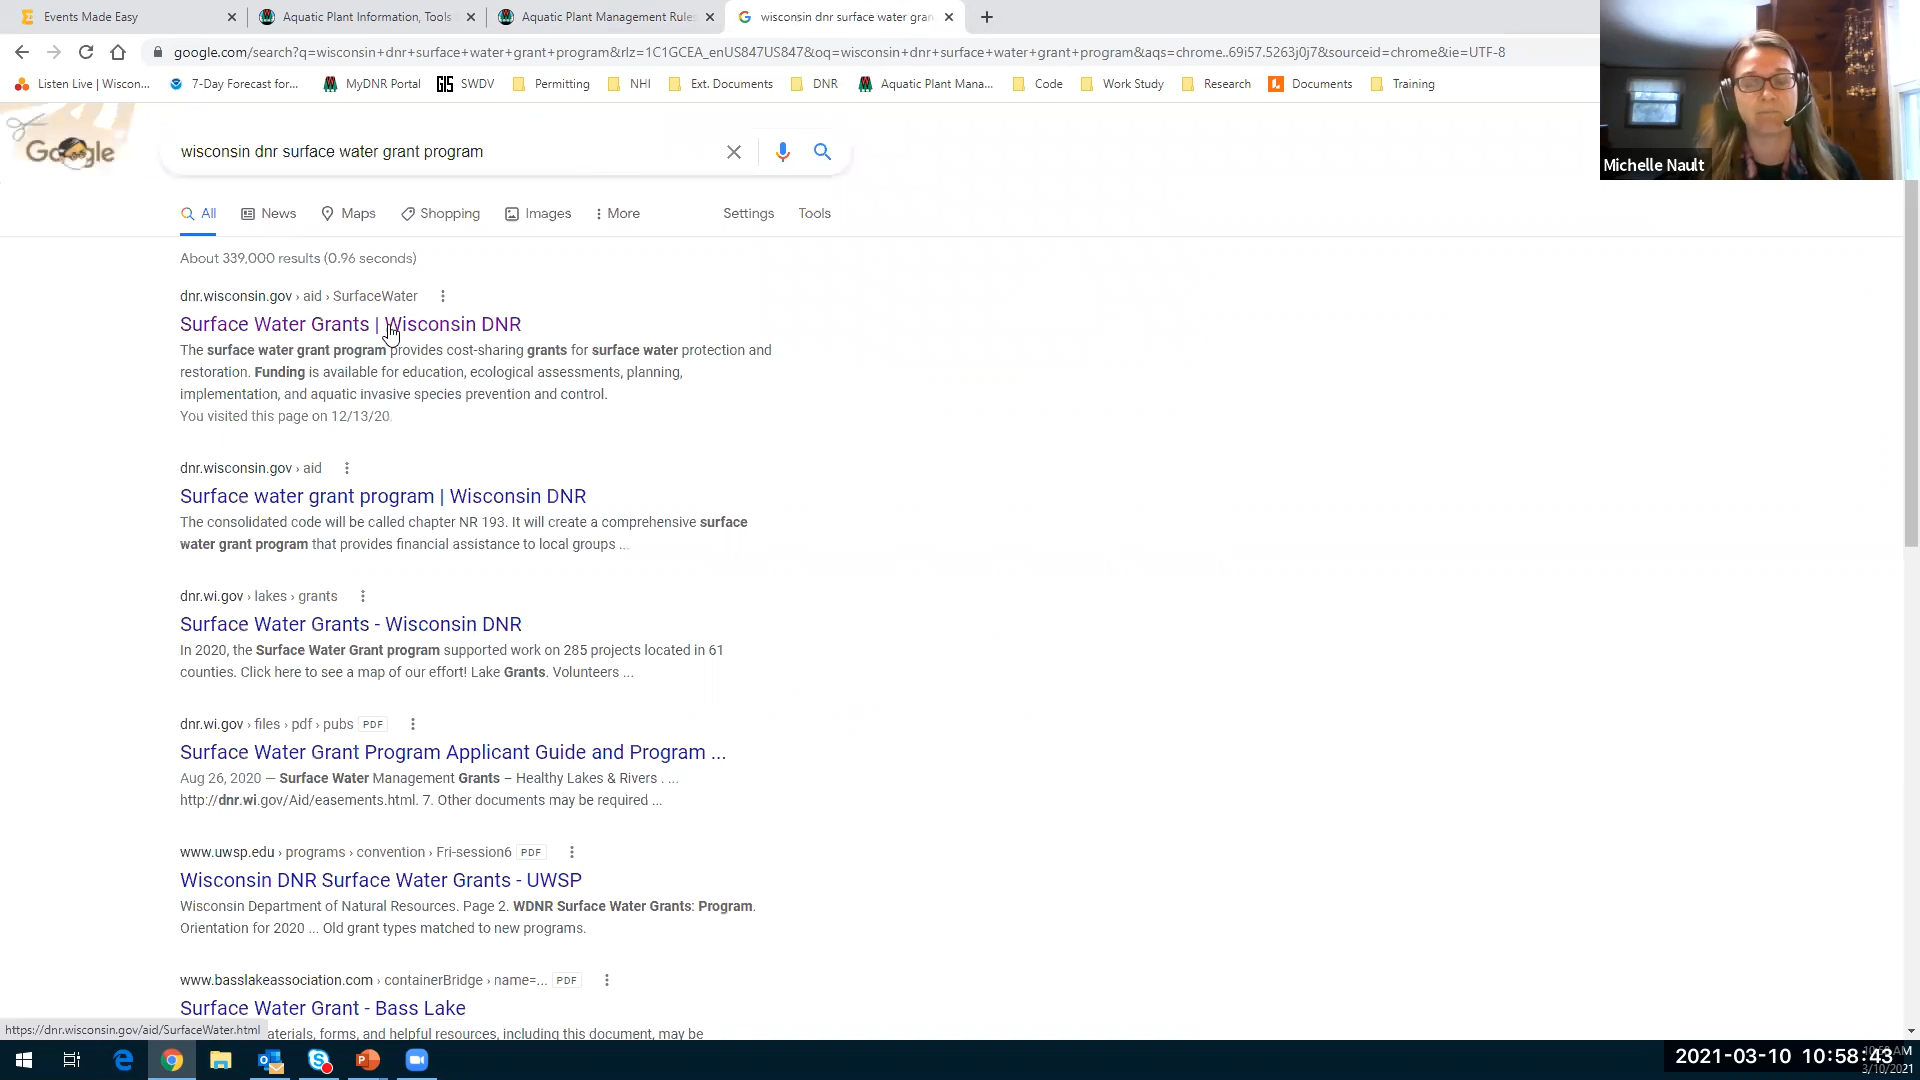 Events Made Easy
Aquatic Plant Information, Tools
Aquatic Plant Management Rules
wisconsin dnr surface water gran
google.com/search?q=wisconsin+dnr+surface+water+grant+program&rlz=1C1GCEA_enUS847US847&oq=wisconsin+dnr+surface+water+grant+program&aqs=chrome..69i57.5263j0j7&sourceid=chrome&ie=UTF-8
Listen Live | Wiscon...
7-Day Forecast for...
MyDNR Portal
GIS SWDV
Permitting
NHI
Ext. Documents
DNR
Aquatic Plant Mana...
Code
Work Study
Research
Documents
Training
Michelle Nault
Google
wisconsin dnr surface water grant program
All
News
Maps
Shopping
Images
More
Settings
Tools
About 339,000 results (0.96 seconds)
dnr.wisconsin.gov › aid › SurfaceWater
Surface Water Grants | Wisconsin DNR
The surface water grant program provides cost-sharing grants for surface water protection and
restoration. Funding is available for education, ecological assessments, planning,
implementation, and aquatic invasive species prevention and control.
You visited this page on 12/13/20.
dnr.wisconsin.gov › aid
Surface water grant program | Wisconsin DNR
The consolidated code will be called chapter NR 193. It will create a comprehensive surface
water grant program that provides financial assistance to local groups ...
dnr.wi.gov › lakes › grants
Surface Water Grants - Wisconsin DNR
In 2020, the Surface Water Grant program supported work on 285 projects located in 61
counties. Click here to see a map of our effort! Lake Grants. Volunteers ...
dnr.wi.gov › files › pdf › pubs PDF
Surface Water Grant Program Applicant Guide and Program ...
Aug 26, 2020 — Surface Water Management Grants – Healthy Lakes & Rivers . ...
http://dnr.wi.gov/Aid/easements.html. 7. Other documents may be required ...
www.uwsp.edu › programs › convention › Fri-session6 PDF
Wisconsin DNR Surface Water Grants - UWSP
Wisconsin Department of Natural Resources. Page 2. WDNR Surface Water Grants: Program.
Orientation for 2020 ... Old grant types matched to new programs.
www.basslakeassociation.com › containerBridge › name=... PDF
Surface Water Grant - Bass Lake
aterials, forms, and helpful resources, including this document, may be
https://dnr.wisconsin.gov/aid/SurfaceWater.html
2021-03-10 10:58:43
3/10/2021